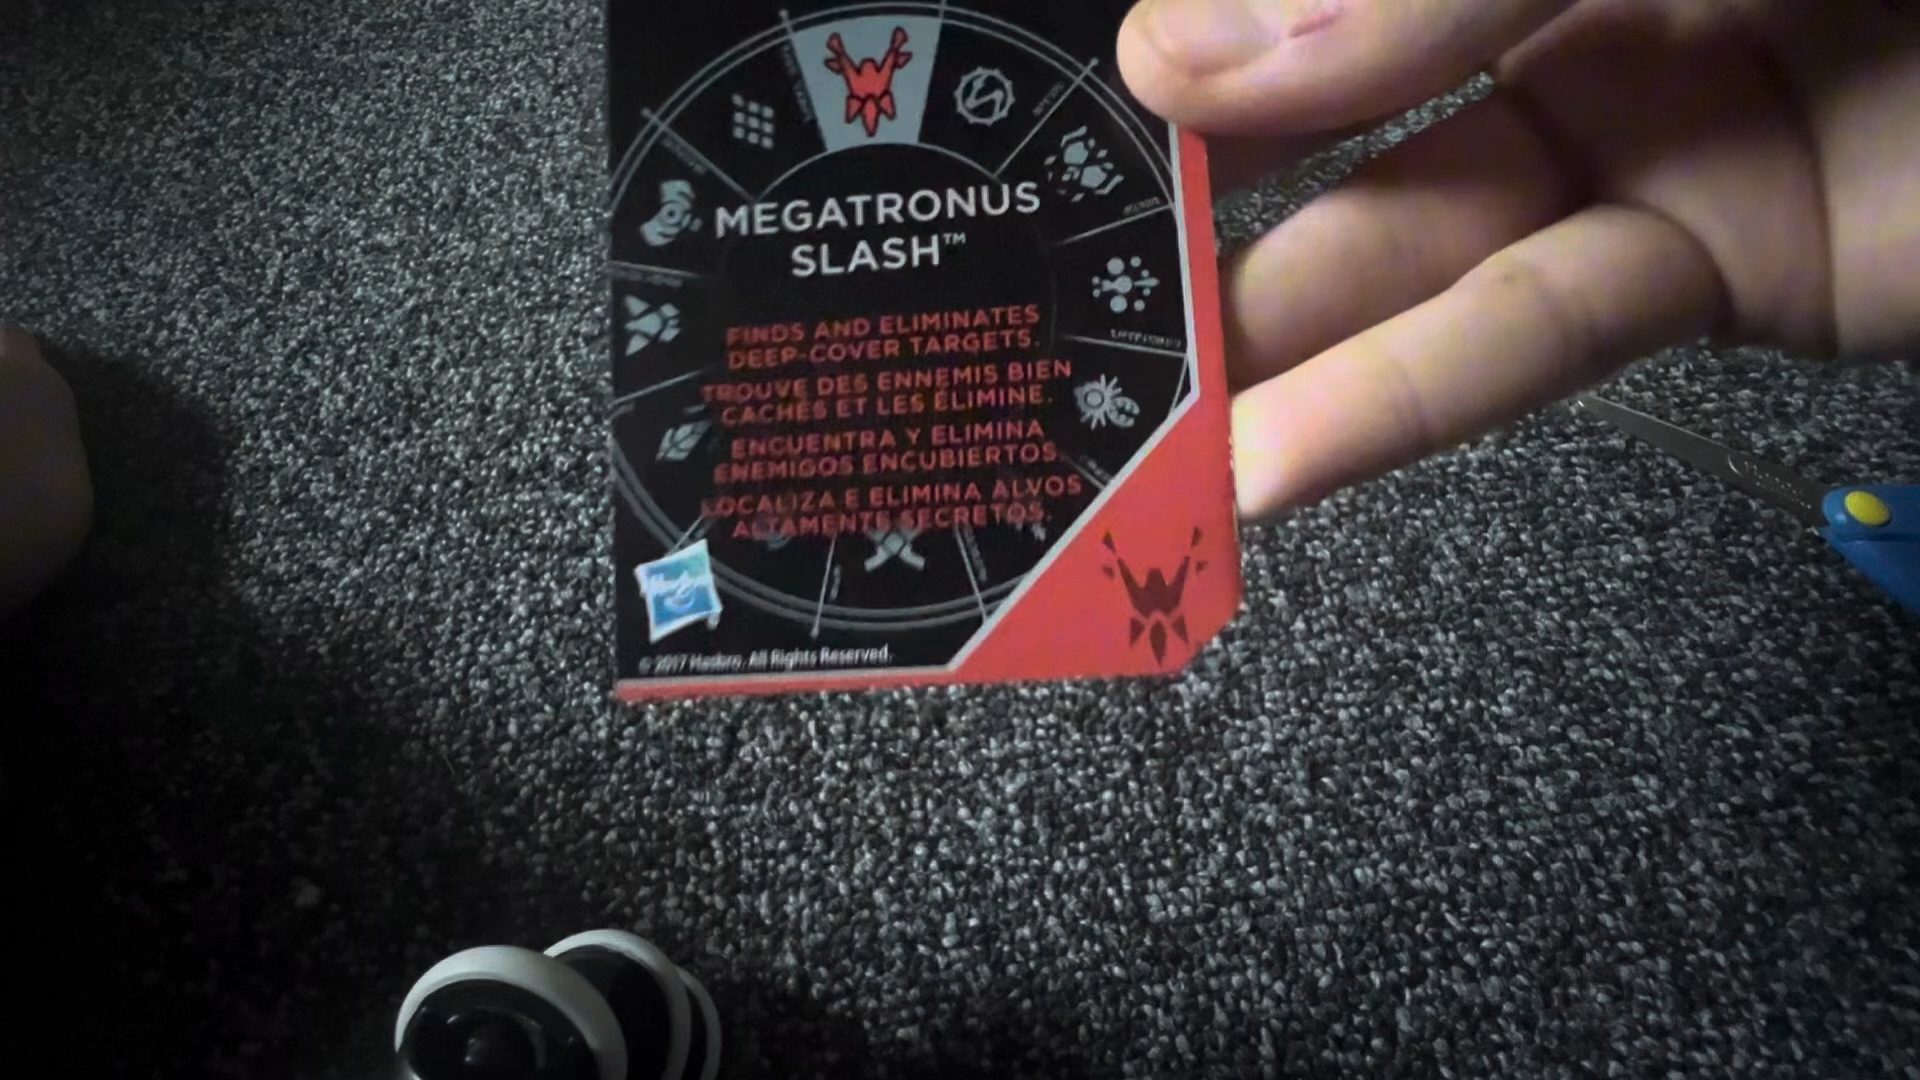 MEGATRONUS
SLASH™
FINDS AND ELIMINATES
DEEP-COVER TARGETS.
TROUVE DES ENNEMIS BIEN
CACHÉS ET LES ÉLIMINE.
ENCUENTRA Y ELIMINA
ENEMIGOS ENCUBIERTOS.
LOCALIZA E ELIMINA ALVOS
ALTAMENTE SECRETOS.
© 2017 Hasbro. All Rights Reserved.